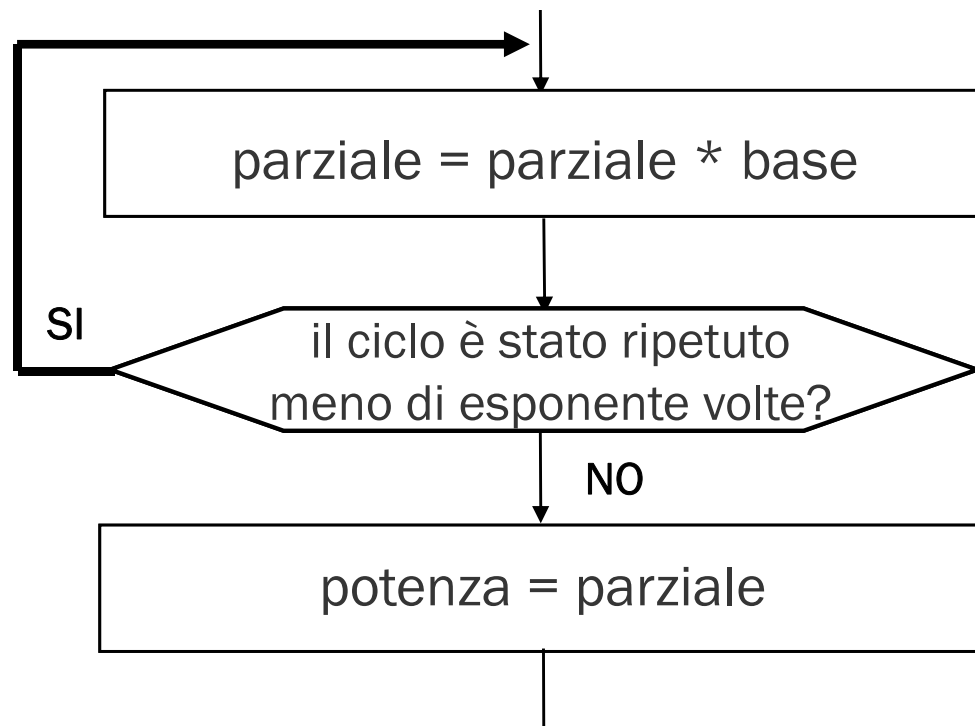 parziale = parziale * base
SI
il ciclo è stato ripetuto
meno di esponente volte?
NO
potenza = parziale